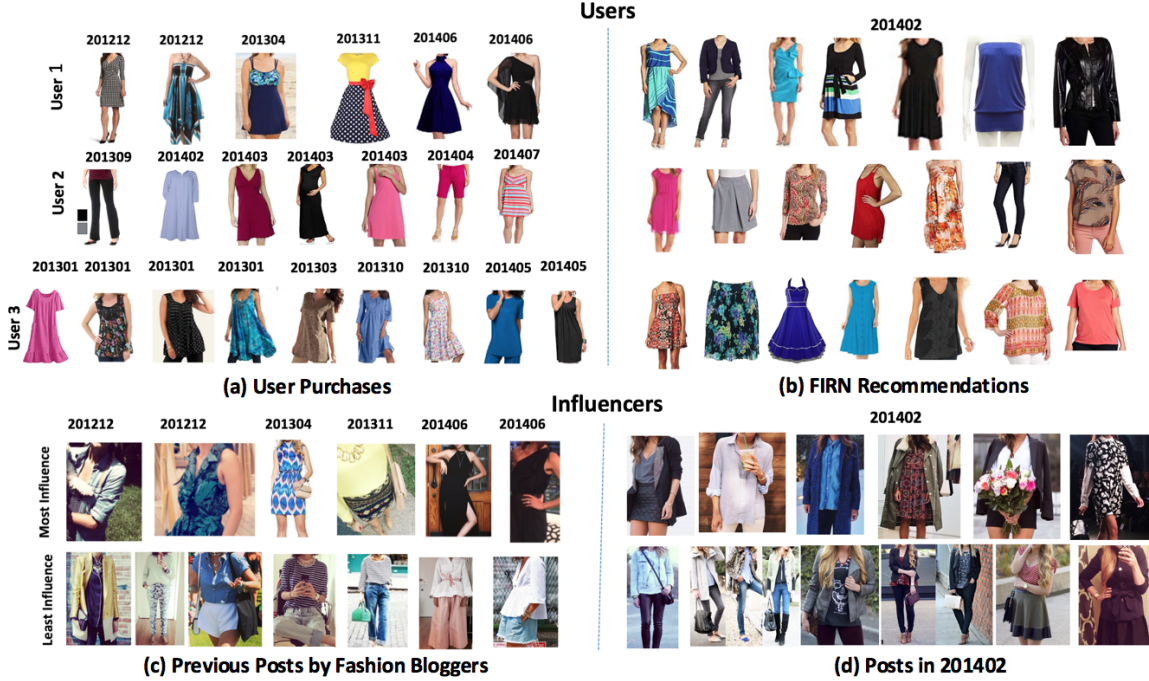 Users
201212 201212 201304 201311 201406 201406
201402
User 1
201309 201402 201403 201403 201403 201404 201407
User 2
201301 201301 201301 201301 201303 201310 201310 201405 201405
User 3
(a) User Purchases
(b) FIRN Recommendations
Influencers
201212 201212 201304 201311 201406 201406
201402
Most Influence
Least Influence
(c) Previous Posts by Fashion Bloggers
(d) Posts in 201402